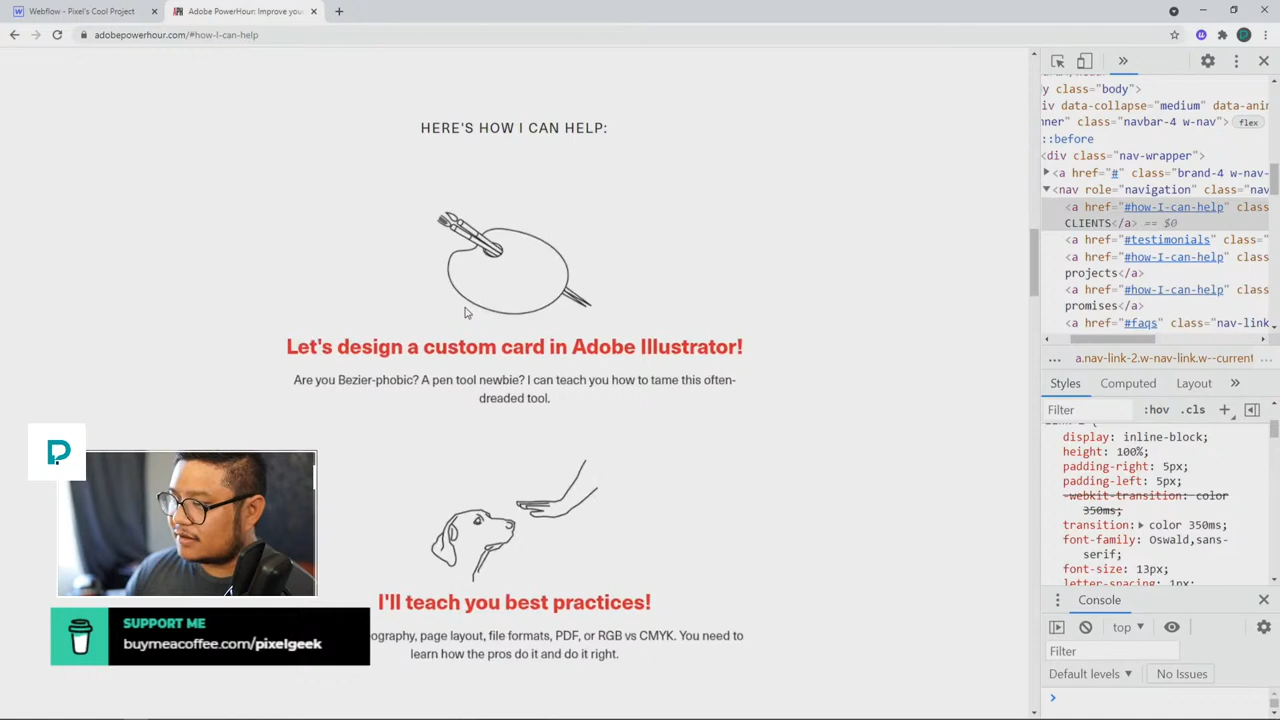 Webflow - Pixel's Cool Project
Adobe PowerHour: Improve your
adobepowerhour.com/#how-I-can-help
HERE'S HOW I CAN HELP:
Let's design a custom card in Adobe Illustrator!
Are you Bezier-phobic? A pen tool newbie? I can teach you how to tame this often-
dreaded tool.
I'll teach you best practices!
ography, page layout, file formats, PDF, or RGB vs CMYK. You need to
learn how the pros do it and do it right.
SUPPORT ME
buymeacoffee.com/pixelgeek
y class="body">
iv data-collapse="medium" data-ani
nner" class="navbar-4 w-nav"> flex
::before
<div class="nav-wrapper">
<a href="#" class="brand-4 w-nav-
<nav role="navigation" class="nav
<a href="#how-I-can-help" class
CLIENTS</a> == $0
<a href="#testimonials" class
<a href="#how-I-can-help" class
projects</a>
<a href="#how-I-can-help" class
promises</a>
<a href="#faqs" class="nav-link
... a.nav-link-2.w-nav-link.w--current ...
Styles Computed Layout
Filter :hov .cls
display: inline-block;
height: 100%;
padding-right: 5px;
padding-left: 5px;
-webkit-transition: color
350ms;
transition: color 350ms;
font-family: Oswald,sans-
serif;
font-size: 13px;
letter-spacing: 1px;
Console
top
Filter
Default levels No Issues